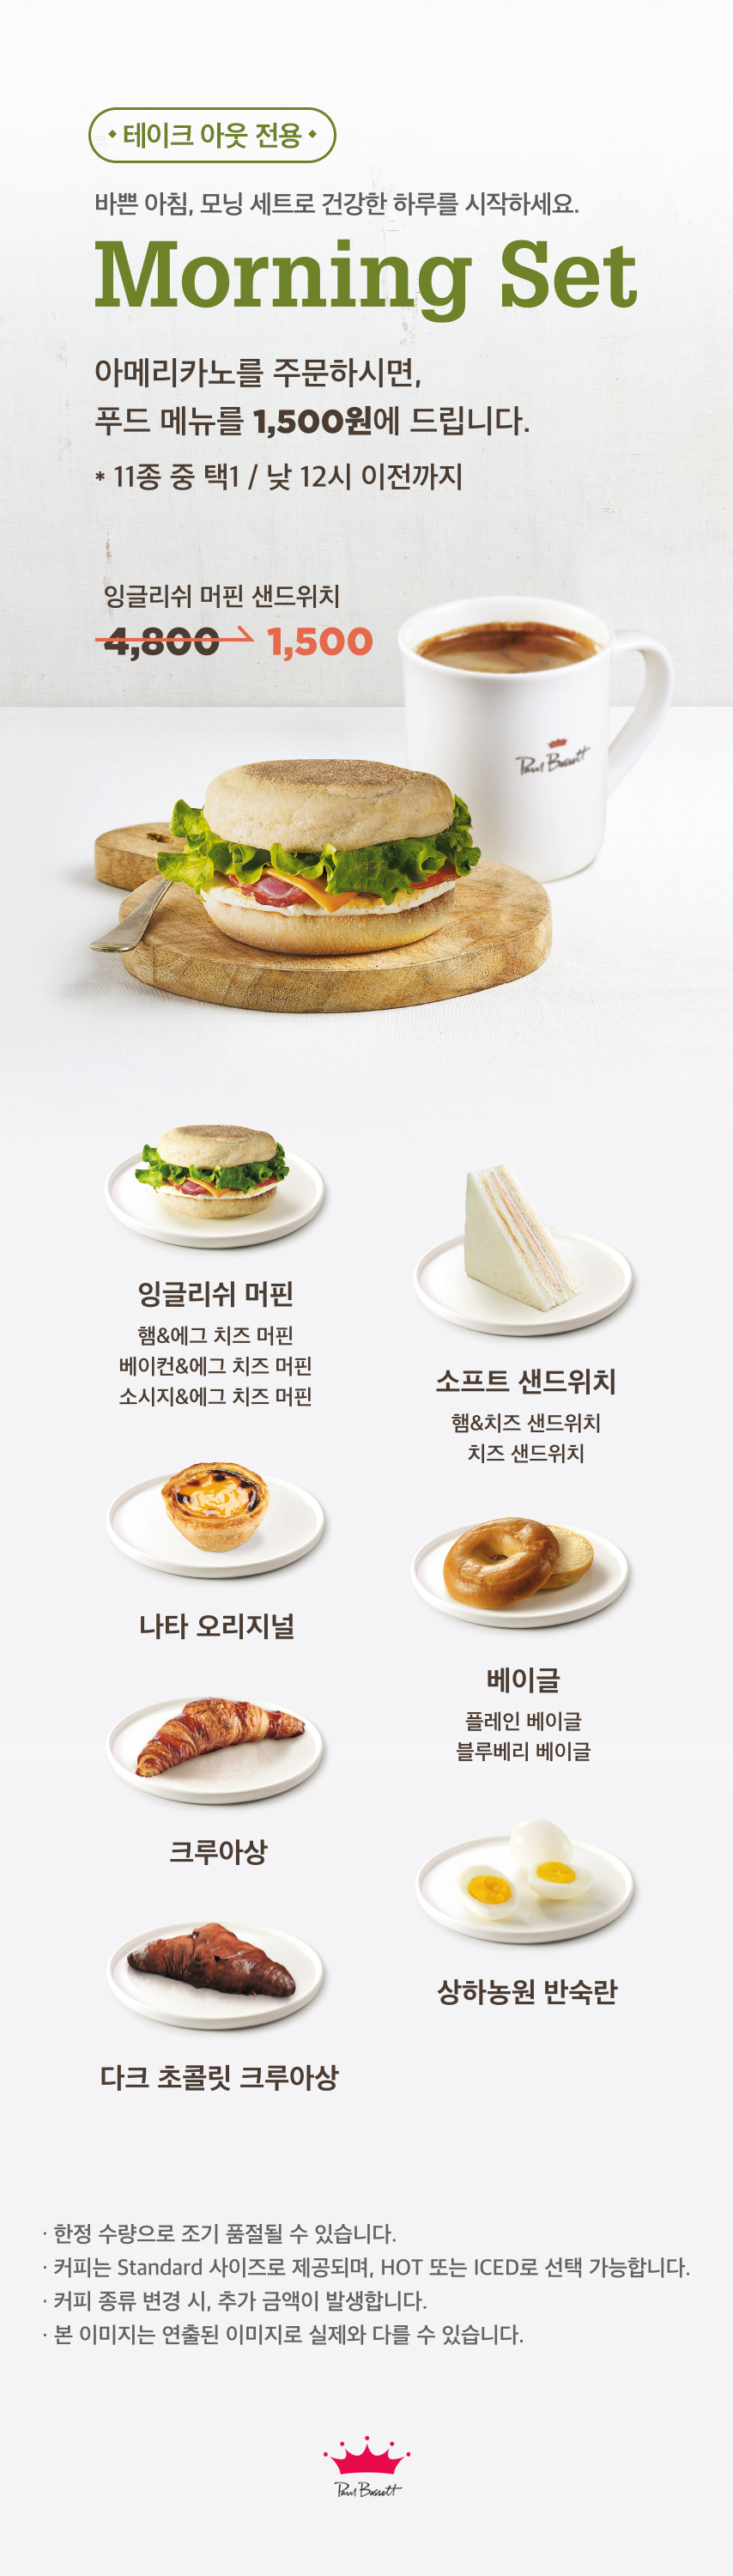 테이크 아웃 전용
바쁜 아침, 모닝 세트로 건강한 하루를 시작하세요.
Morning Set
아메리카노를 주문하시면,
푸드 메뉴를 1,500원에 드립니다.
* 11종 중 택1 / 낮 12시 이전까지
잉글리쉬 머핀 샌드위치
4,800 1,500
Paul Bassett
잉글리쉬 머핀
햄&에그 치즈 머핀
베이컨&에그 치즈 머핀
소시지&에그 치즈 머핀
소프트 샌드위치
햄&치즈 샌드위치
치즈 샌드위치
나타 오리지널
베이글
플레인 베이글
블루베리 베이글
크루아상
상하농원 반숙란
다크 초콜릿 크루아상
· 한정 수량으로 조기 품절될 수 있습니다.
· 커피는 Standard 사이즈로 제공되며, HOT 또는 ICED로 선택 가능합니다.
· 커피 종류 변경 시, 추가 금액이 발생합니다.
· 본 이미지는 연출된 이미지로 실제와 다를 수 있습니다.
Paul Bassett